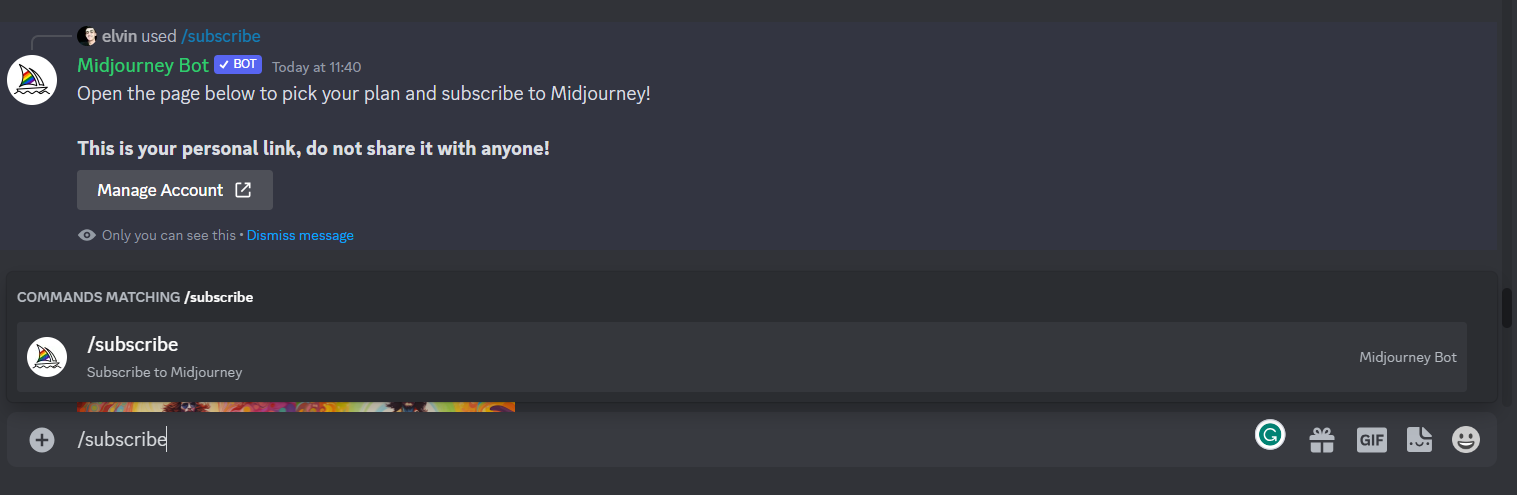 elvin used /subscribe
Midjourney Bot ✓ BOT Today at 11:40
Open the page below to pick your plan and subscribe to Midjourney!
This is your personal link, do not share it with anyone!
Manage Account
Only you can see this • Dismiss message
COMMANDS MATCHING /subscribe
/subscribe
Subscribe to Midjourney
Midjourney Bot
/subscribe
GIF